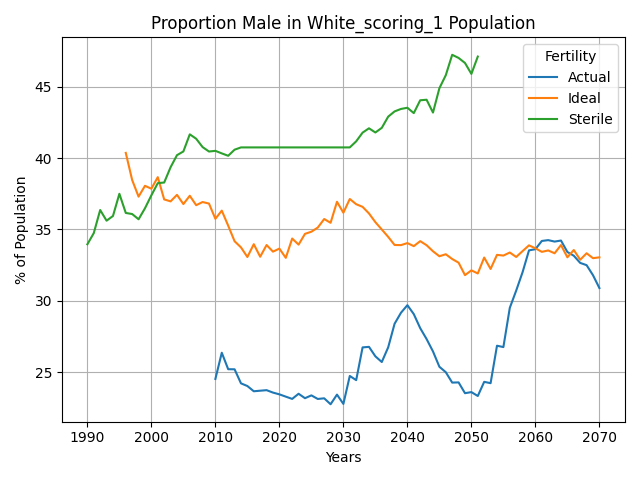 Proportion Male in White_scoring_1 Population
% of Population
45
40
35
30
25
Fertility
Actual
Ideal
Sterile
1990 2000 2010 2020 2030 2040 2050 2060 2070
Years